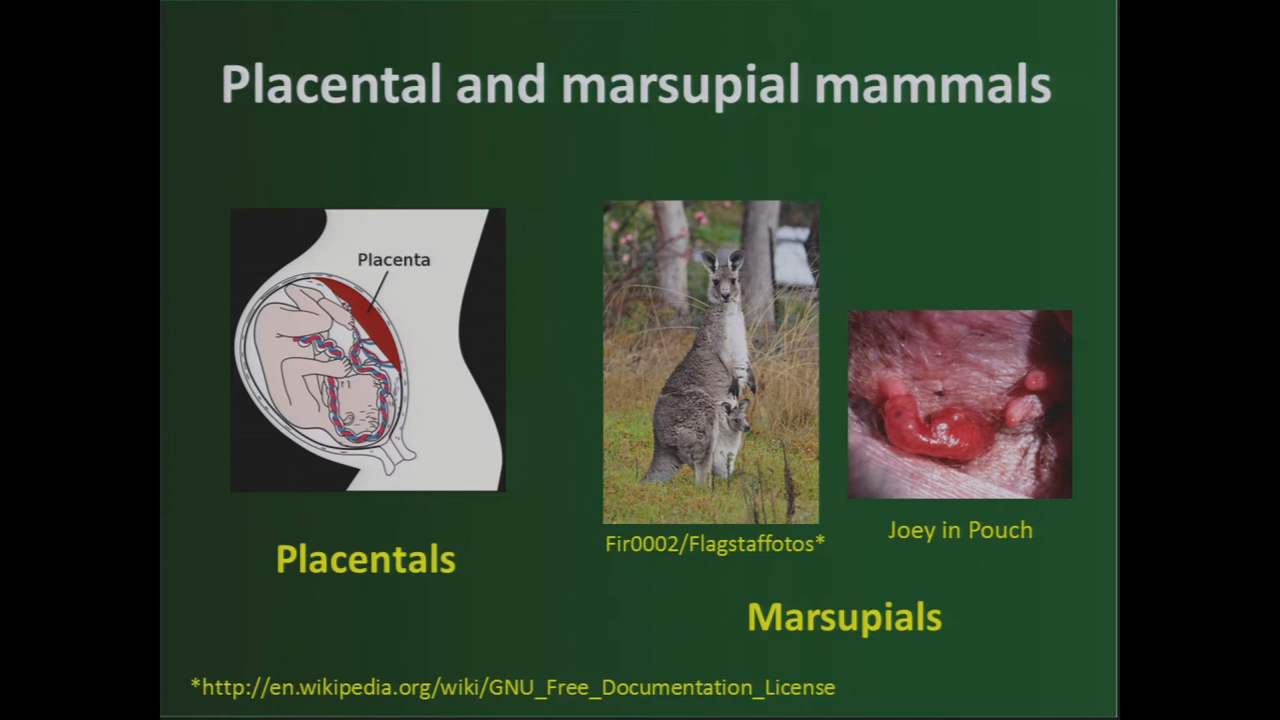 Placental and marsupial mammals
Placenta
Fir0002/Flagstaffotos*
Joey in Pouch
Placentals
Marsupials
*http://en.wikipedia.org/wiki/GNU_Free_Documentation_License